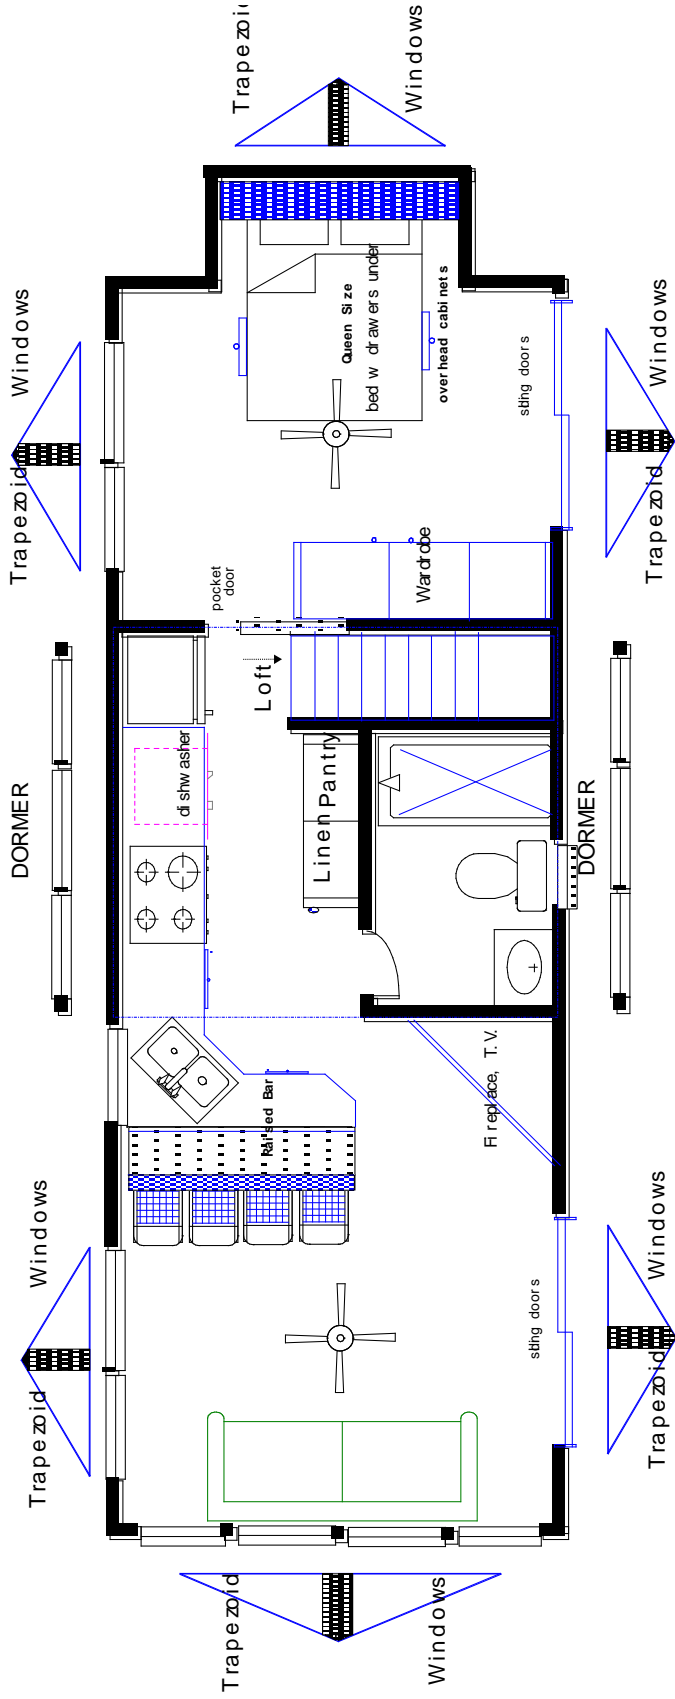 Trapezoid
Windows
Windows
Trapezoid
Windows
Trapezoid
Queen Size
bed w drawers under
overhead cabinets
sliding doors
Wardrobe
pocket
door
Loft
DORMER
DORMER
dishwasher
Linen Pantry
Raised Bar
Fireplace, T.V.
Windows
Trapezoid
sliding doors
Windows
Trapezoid
Trapezoid
Windows